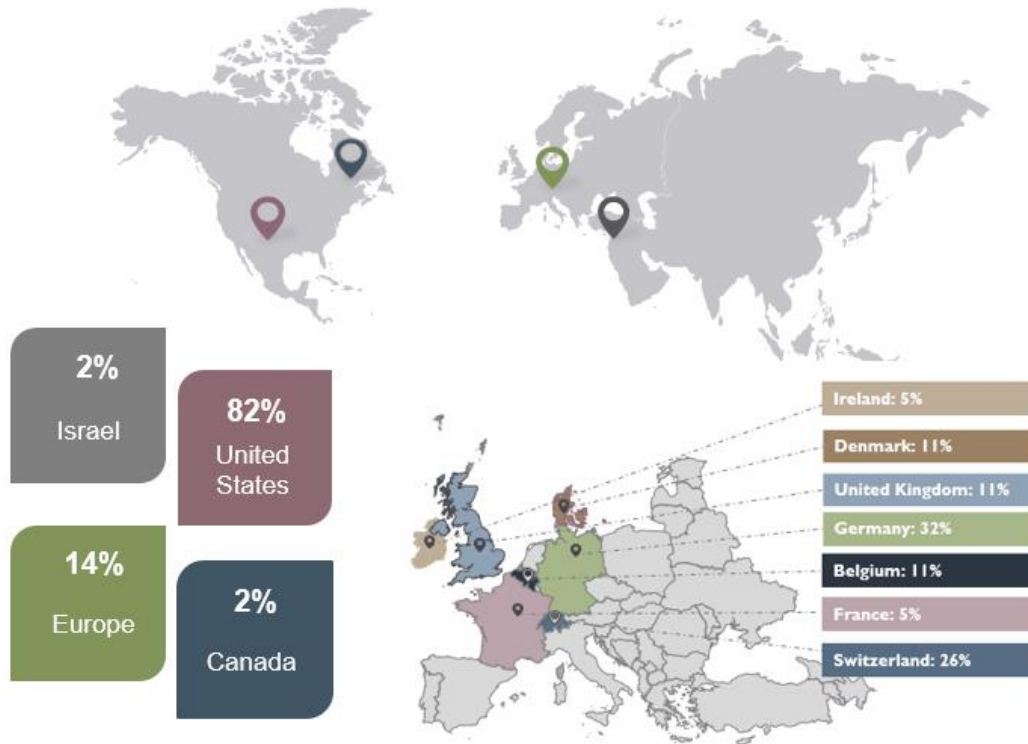 2%
Israel
82%
United
States
14%
Europe
2%
Canada
Ireland: 5%
Denmark: 11%
United Kingdom: 11%
Germany: 32%
Belgium: 11%
France: 5%
Switzerland: 26%